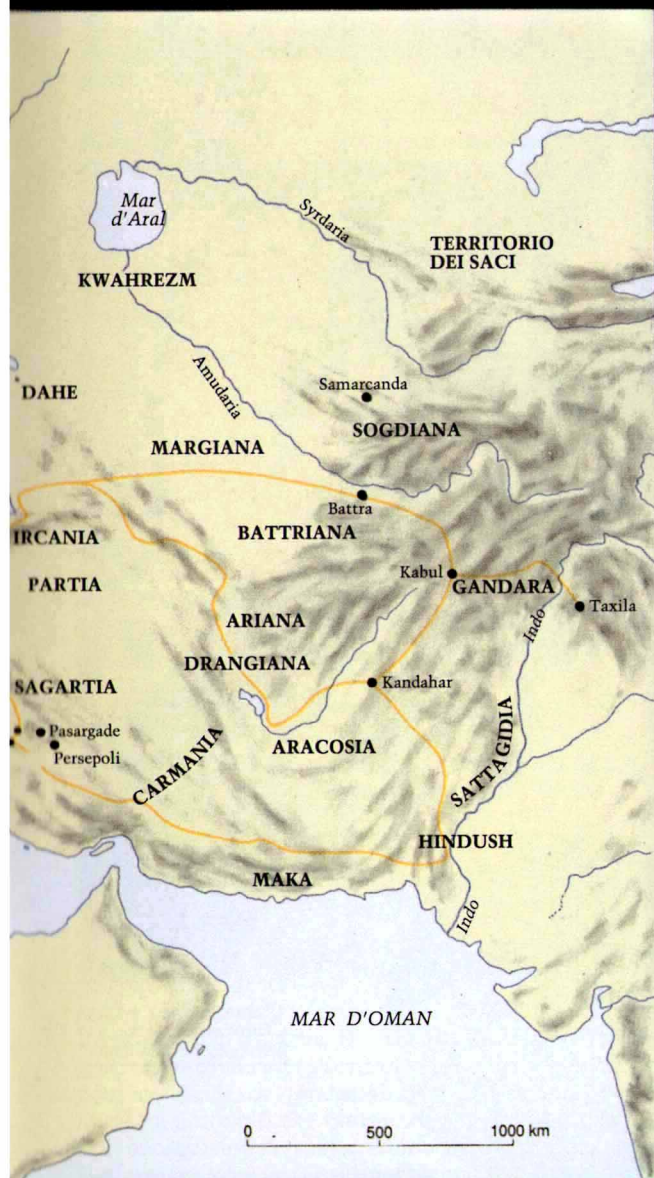 Mar
d'Aral
Syrdaria
TERRITORIO
DEI SACI
KWAHREZM
Amudaria
DAHE
Samarcanda
SOGDIANA
MARGIANA
Battra
IRCANIA
BATTRIANA
Kabul
GANDARA
PARTIA
Taxila
Indo
ARIANA
DRANGIANA
SAGARTIA
Kandahar
Pasargade
Persepoli
ARACOSIA
SATTAGIDIA
CARMANIA
HINDUSH
MAKA
Indo
MAR D'OMAN
0 500 1000 km